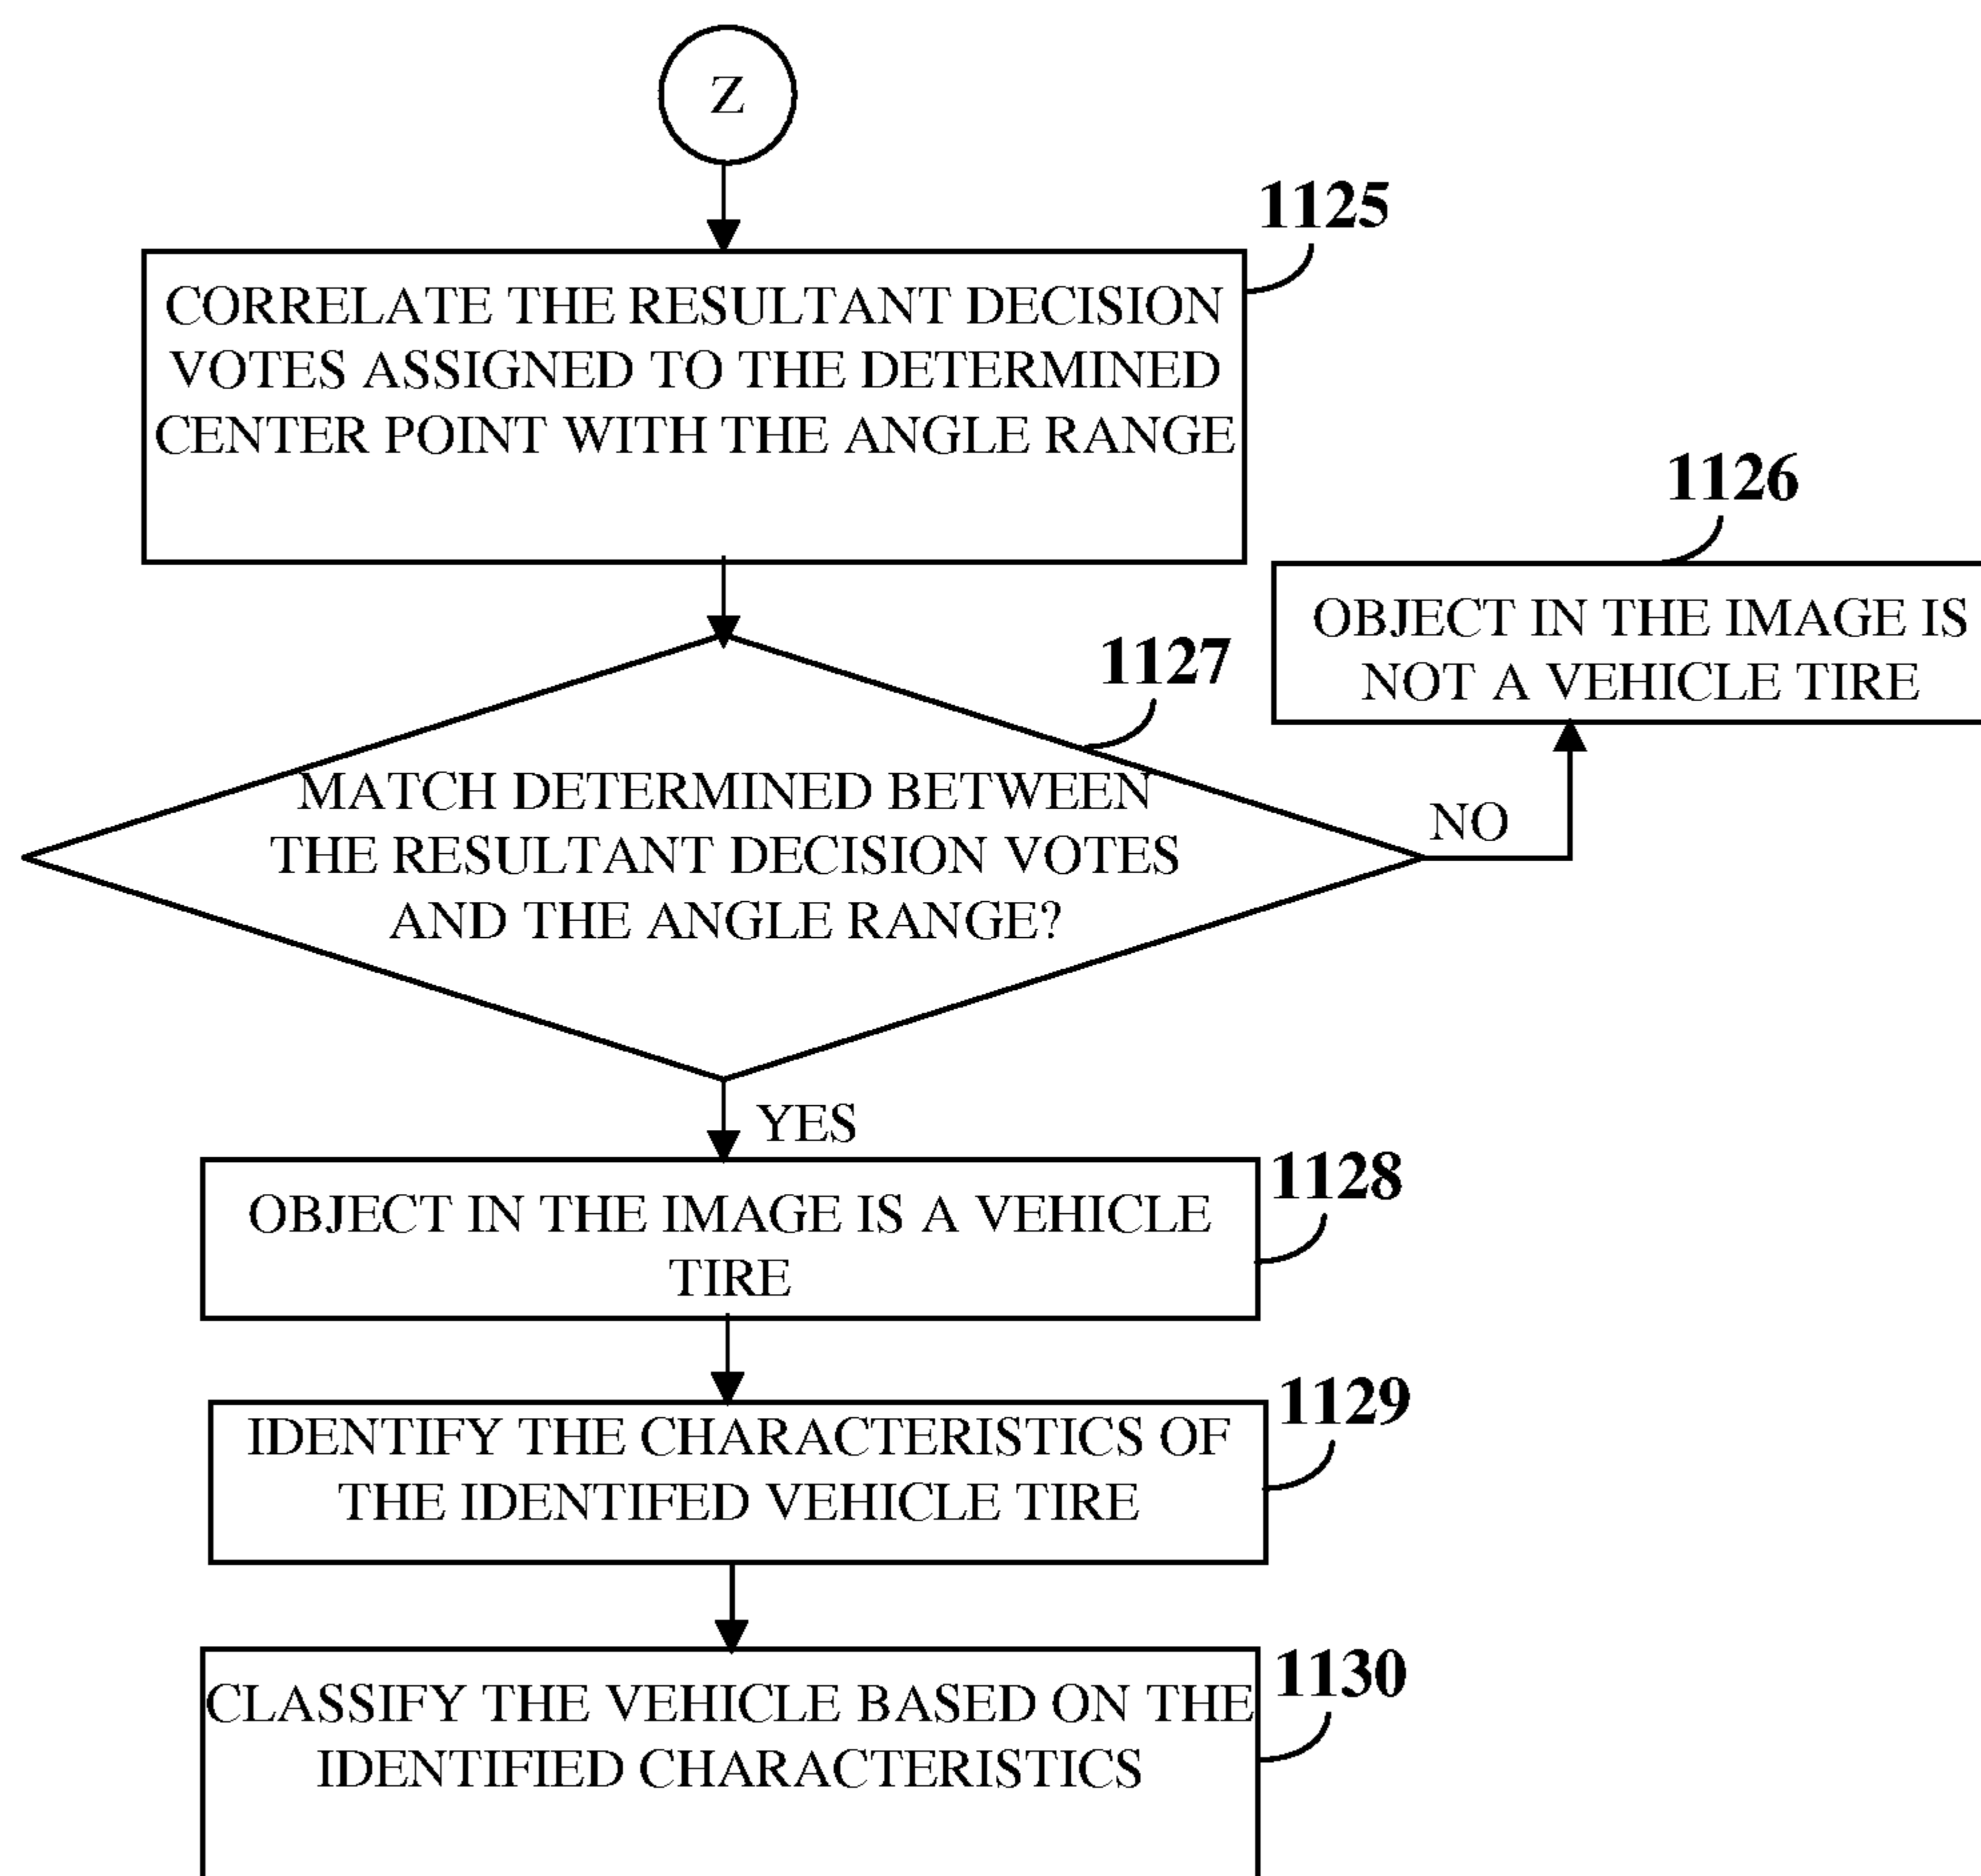 Z
1125
CORRELATE THE RESULTANT DECISION
VOTES ASSIGNED TO THE DETERMINED
CENTER POINT WITH THE ANGLE RANGE
1126
OBJECT IN THE IMAGE IS
NOT A VEHICLE TIRE
1127
MATCH DETERMINED BETWEEN
THE RESULTANT DECISION VOTES
AND THE ANGLE RANGE?
NO
YES
1128
OBJECT IN THE IMAGE IS A VEHICLE
TIRE
1129
IDENTIFY THE CHARACTERISTICS OF
THE IDENTIFED VEHICLE TIRE
1130
CLASSIFY THE VEHICLE BASED ON THE
IDENTIFIED CHARACTERISTICS